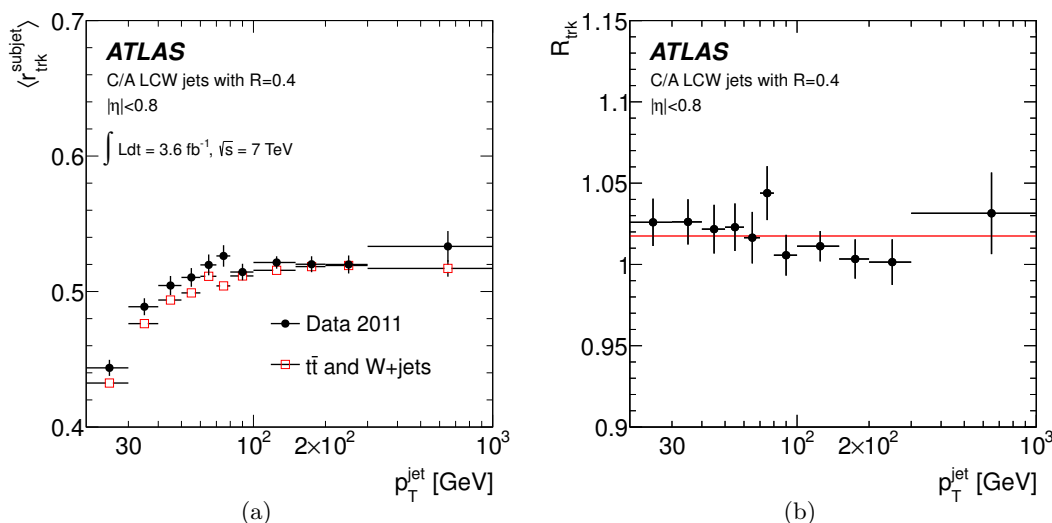 ⟨r_trk^subjet⟩
0.7
0.6
0.5
0.4
ATLAS
C/A LCW jets with R=0.4
|η|<0.8
∫ Ldt = 3.6 fb⁻¹, √s = 7 TeV
Data 2011
tt̄ and W+jets
30 10² 2×10² 10³
p_T^jet [GeV]
(a)
R_trk
1.15
1.1
1.05
1
0.95
0.9
ATLAS
C/A LCW jets with R=0.4
|η|<0.8
30 10² 2×10² 10³
p_T^jet [GeV]
(b)